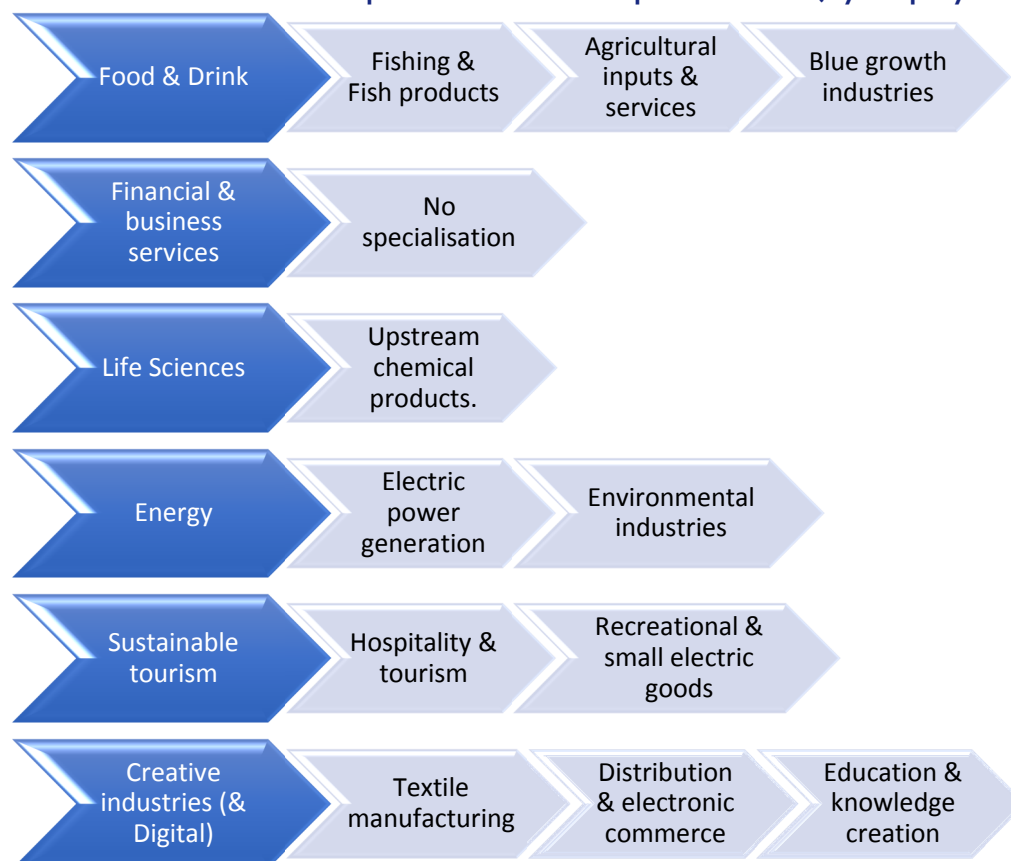 Food & Drink
Fishing &
Fish products
Agricultural
inputs &
services
Blue growth
industries
Financial &
business
services
No
specialisation
Life Sciences
Upstream
chemical
products.
Energy
Electric
power
generation
Environmental
industries
Sustainable
tourism
Hospitality &
tourism
Recreational &
small electric
goods
Creative
industries (&
Digital)
Textile
manufacturing
Distribution
& electronic
commerce
Education &
knowledge
creation